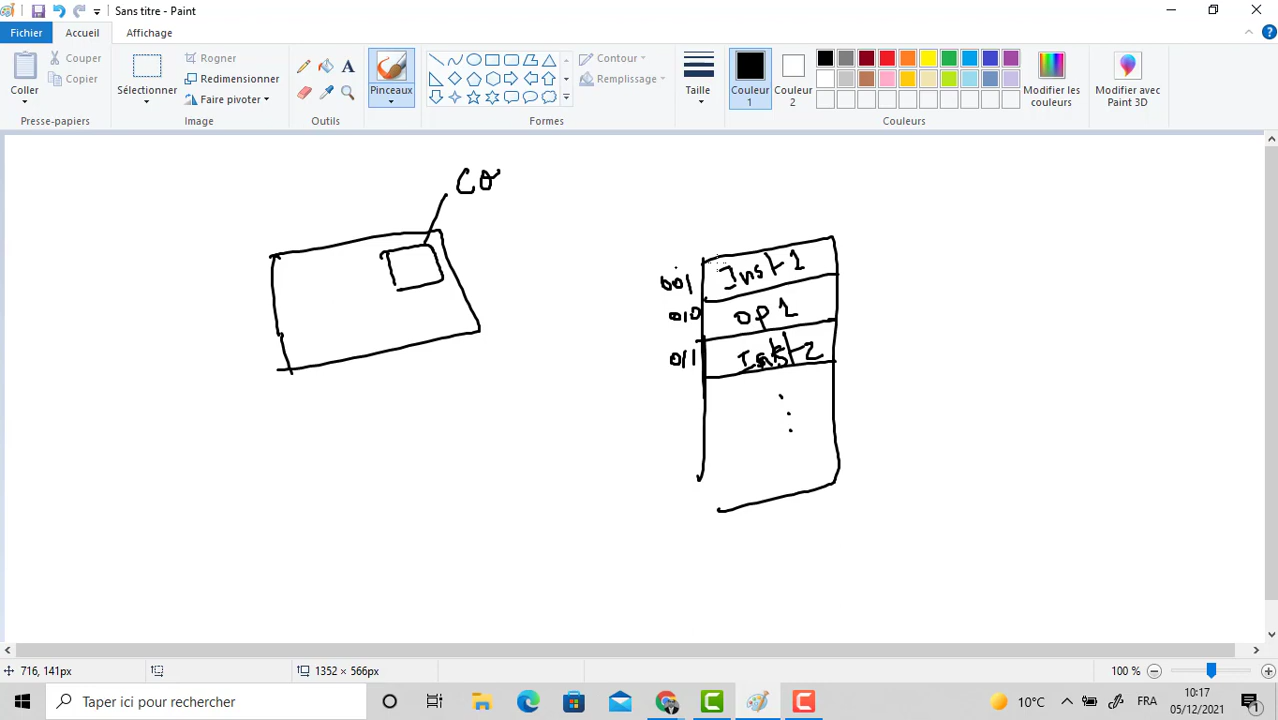 Sans titre - Paint
Fichier
Accueil
Affichage
Coller
Couper
Copier
Presse-papiers
Sélectionner
Rogner
Redimensionner
Faire pivoter
Image
A
Outils
Pinceaux
Formes
Contour
Remplissage
Taille
Couleur 1
Couleur 2
Couleurs
Modifier les couleurs
Modifier avec Paint 3D
001 Inst 1
010 op 1
011 Inst 2
716, 141px
1352 × 566px
100 %
Taper ici pour rechercher
10°C
FRA
10:17
05/12/2021
1